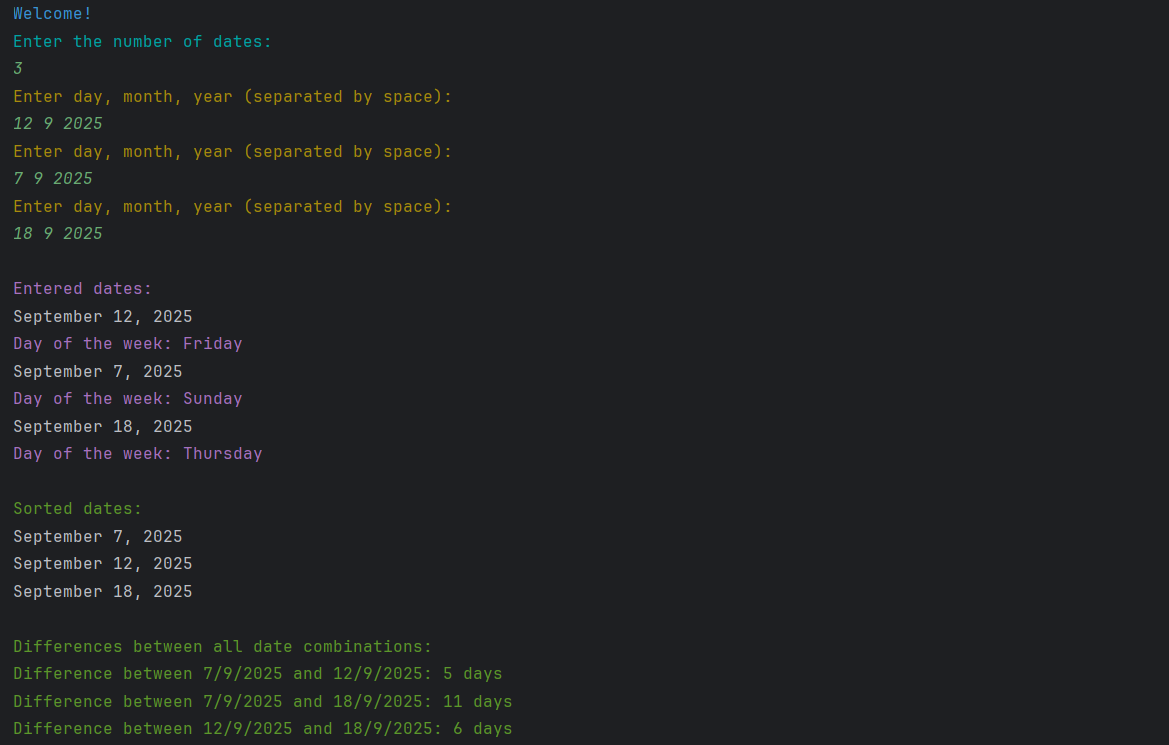 Welcome!
Enter the number of dates:
3
Enter day, month, year (separated by space):
12 9 2025
Enter day, month, year (separated by space):
7 9 2025
Enter day, month, year (separated by space):
18 9 2025
Entered dates:
September 12, 2025
Day of the week: Friday
September 7, 2025
Day of the week: Sunday
September 18, 2025
Day of the week: Thursday
Sorted dates:
September 7, 2025
September 12, 2025
September 18, 2025
Differences between all date combinations:
Difference between 7/9/2025 and 12/9/2025: 5 days
Difference between 7/9/2025 and 18/9/2025: 11 days
Difference between 12/9/2025 and 18/9/2025: 6 days